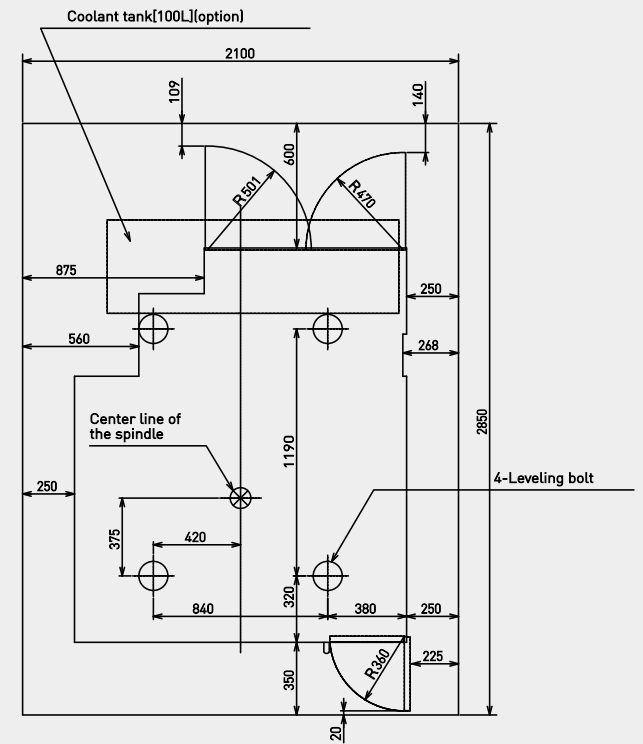 Coolant tank[100L](option)
2100
109
140
600
R501
R470
875
250
560
268
2850
Center line of
the spindle
1190
4-Leveling bolt
250
375
420
320
840
380
250
R360
225
350
20